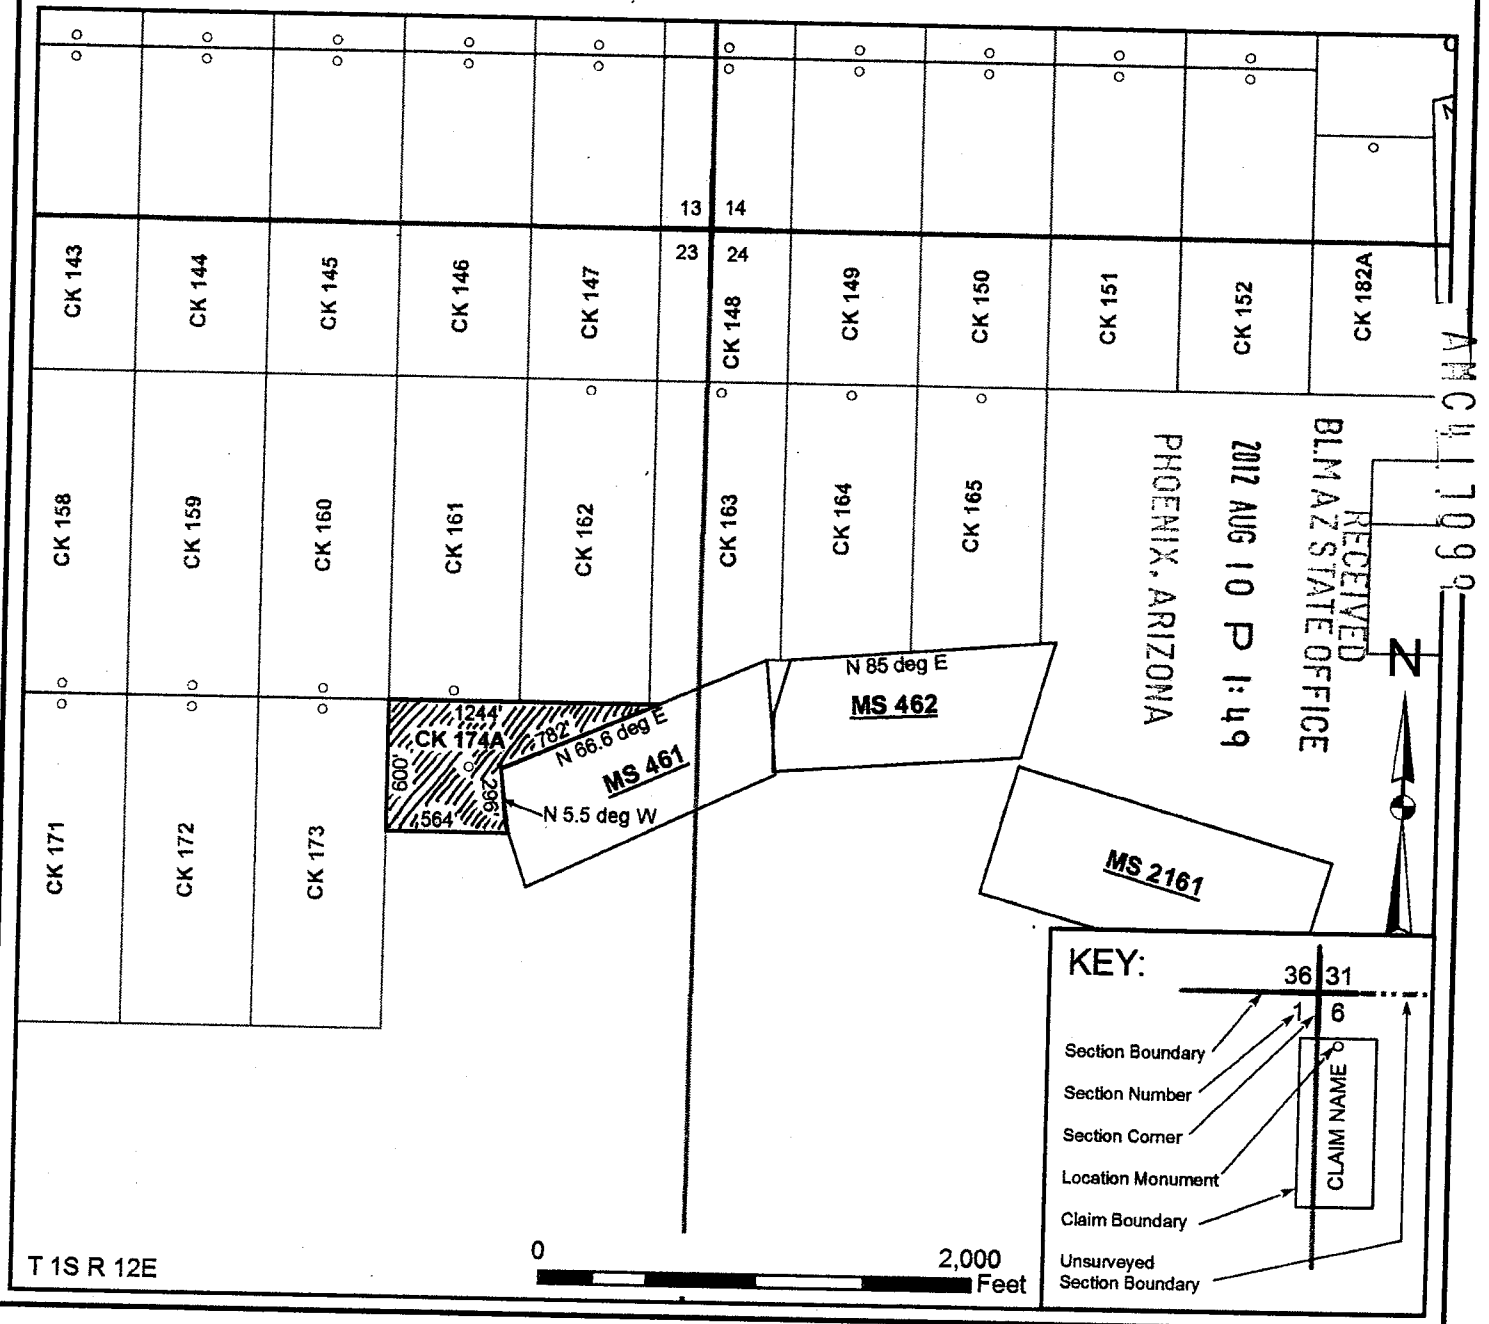 13 14
23 24
CK 143
CK 144
CK 145
CK 146
CK 147
CK 148
CK 149
CK 150
CK 151
CK 152
CK 182A
CK 158
CK 159
CK 160
CK 161
CK 162
CK 163
CK 164
CK 165
RECEIVED
BLM AZ STATE OFFICE
2012 AUG 10 P 1:49
PHOENIX, ARIZONA
N
1244'
CK 174A
782'
N 66.6 deg E
600'
296'
564'
N 5.5 deg W
MS 461
N 85 deg E
MS 462
MS 2161
CK 171
CK 172
CK 173
KEY:
36 31
1 6
Section Boundary
Section Number
Section Corner
Location Monument
Claim Boundary
Unsurveyed
Section Boundary
CLAIM NAME
T 1S R 12E
0 2,000
Feet